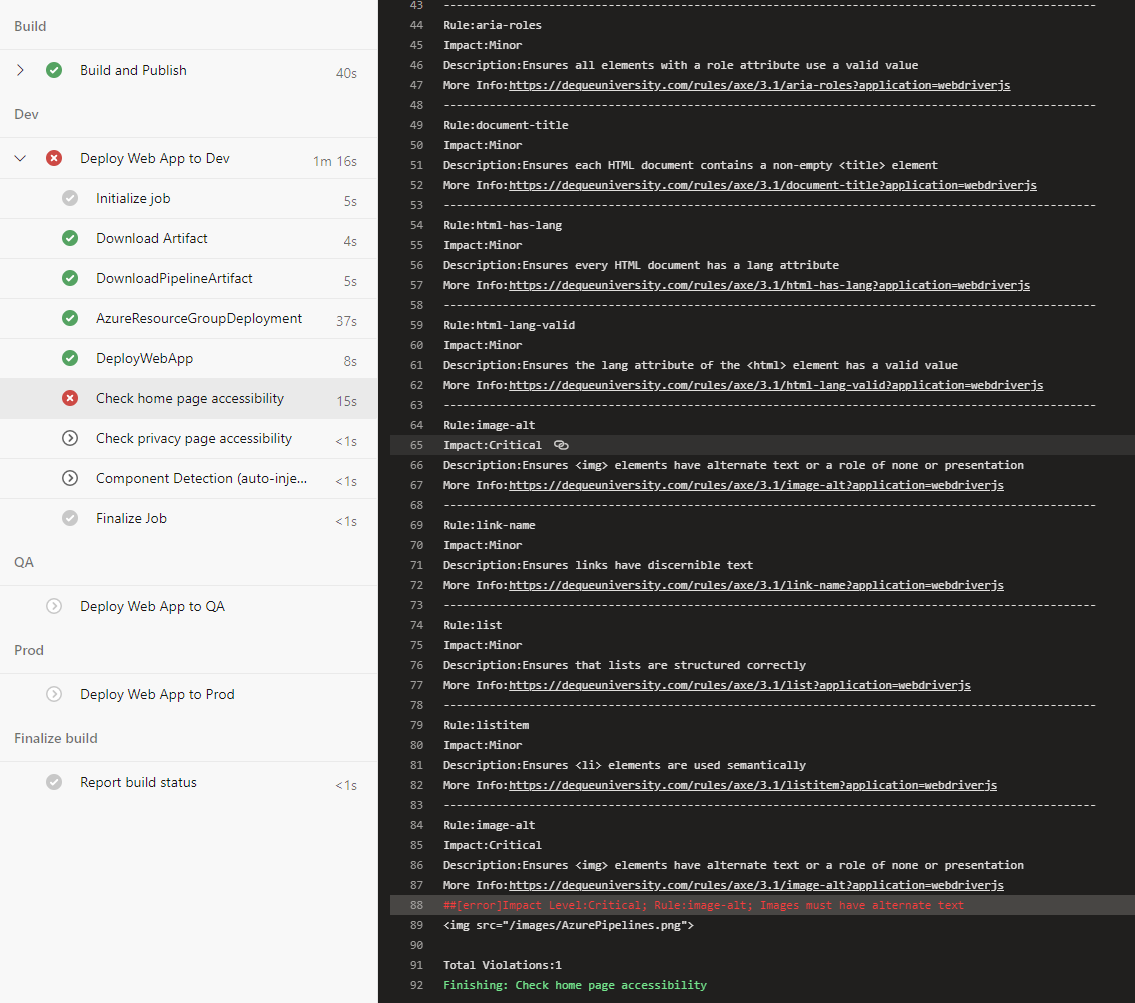 Build
Build and Publish 40s
Dev
Deploy Web App to Dev 1m 16s
Initialize job 5s
Download Artifact 4s
DownloadPipelineArtifact 5s
AzureResourceGroupDeployment 37s
DeployWebApp 8s
Check home page accessibility 15s
Check privacy page accessibility <1s
Component Detection (auto-inje... <1s
Finalize Job <1s
QA
Deploy Web App to QA
Prod
Deploy Web App to Prod
Finalize build
Report build status <1s
43 ---------------------------------------------------------------------------------------------------
44 Rule:aria-roles
45 Impact:Minor
46 Description:Ensures all elements with a role attribute use a valid value
47 More Info:https://dequeuniversity.com/rules/axe/3.1/aria-roles?application=webdriverjs
48 ---------------------------------------------------------------------------------------------------
49 Rule:document-title
50 Impact:Minor
51 Description:Ensures each HTML document contains a non-empty <title> element
52 More Info:https://dequeuniversity.com/rules/axe/3.1/document-title?application=webdriverjs
53 ---------------------------------------------------------------------------------------------------
54 Rule:html-has-lang
55 Impact:Minor
56 Description:Ensures every HTML document has a lang attribute
57 More Info:https://dequeuniversity.com/rules/axe/3.1/html-has-lang?application=webdriverjs
58 ---------------------------------------------------------------------------------------------------
59 Rule:html-lang-valid
60 Impact:Minor
61 Description:Ensures the lang attribute of the <html> element has a valid value
62 More Info:https://dequeuniversity.com/rules/axe/3.1/html-lang-valid?application=webdriverjs
63 ---------------------------------------------------------------------------------------------------
64 Rule:image-alt
65 Impact:Critical
66 Description:Ensures <img> elements have alternate text or a role of none or presentation
67 More Info:https://dequeuniversity.com/rules/axe/3.1/image-alt?application=webdriverjs
68 ---------------------------------------------------------------------------------------------------
69 Rule:link-name
70 Impact:Minor
71 Description:Ensures links have discernible text
72 More Info:https://dequeuniversity.com/rules/axe/3.1/link-name?application=webdriverjs
73 ---------------------------------------------------------------------------------------------------
74 Rule:list
75 Impact:Minor
76 Description:Ensures that lists are structured correctly
77 More Info:https://dequeuniversity.com/rules/axe/3.1/list?application=webdriverjs
78 ---------------------------------------------------------------------------------------------------
79 Rule:listitem
80 Impact:Minor
81 Description:Ensures <li> elements are used semantically
82 More Info:https://dequeuniversity.com/rules/axe/3.1/listitem?application=webdriverjs
83 ---------------------------------------------------------------------------------------------------
84 Rule:image-alt
85 Impact:Critical
86 Description:Ensures <img> elements have alternate text or a role of none or presentation
87 More Info:https://dequeuniversity.com/rules/axe/3.1/image-alt?application=webdriverjs
88 ##[error]Impact Level:Critical; Rule:image-alt; Images must have alternate text
89 <img src="/images/AzurePipelines.png">
90
91 Total Violations:1
92 Finishing: Check home page accessibility